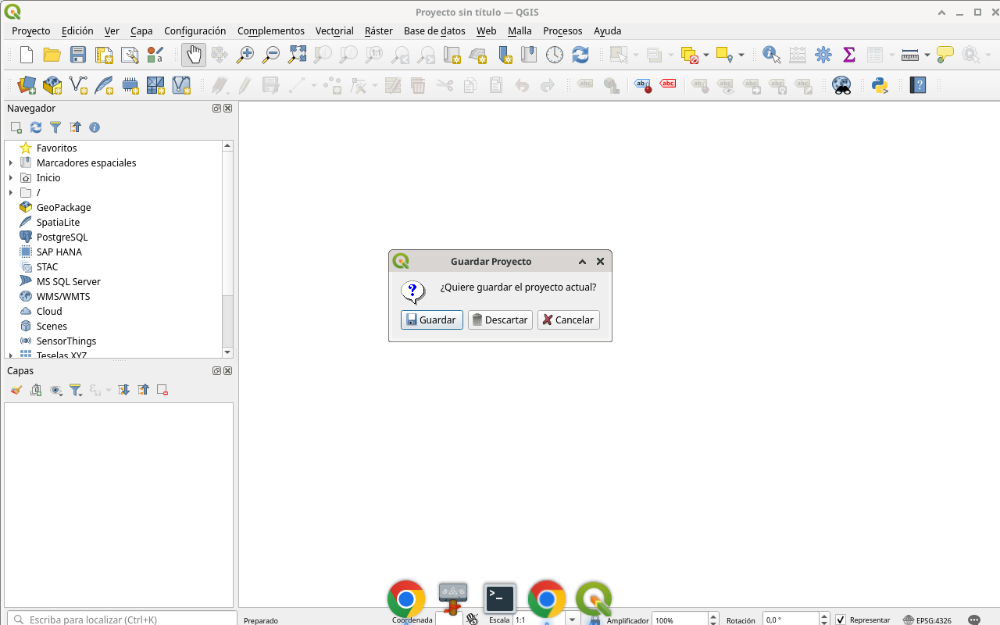 Proyecto sin título — QGIS
Proyecto Edición Ver Capa Configuración Complementos Vectorial Ráster Base de datos Web Malla Procesos Ayuda
Navegador
Favoritos
Marcadores espaciales
Inicio
/
GeoPackage
SpatiaLite
PostgreSQL
SAP HANA
STAC
MS SQL Server
WMS/WMTS
Cloud
Scenes
SensorThings
Teselas XYZ
Guardar Proyecto
¿Quiere guardar el proyecto actual?
Guardar Descartar Cancelar
Capas
Escriba para localizar (Ctrl+K) Preparado Coordenada Escala 1:1 Amplificador 100% Rotación 0,0 ° Representar EPSG:4326